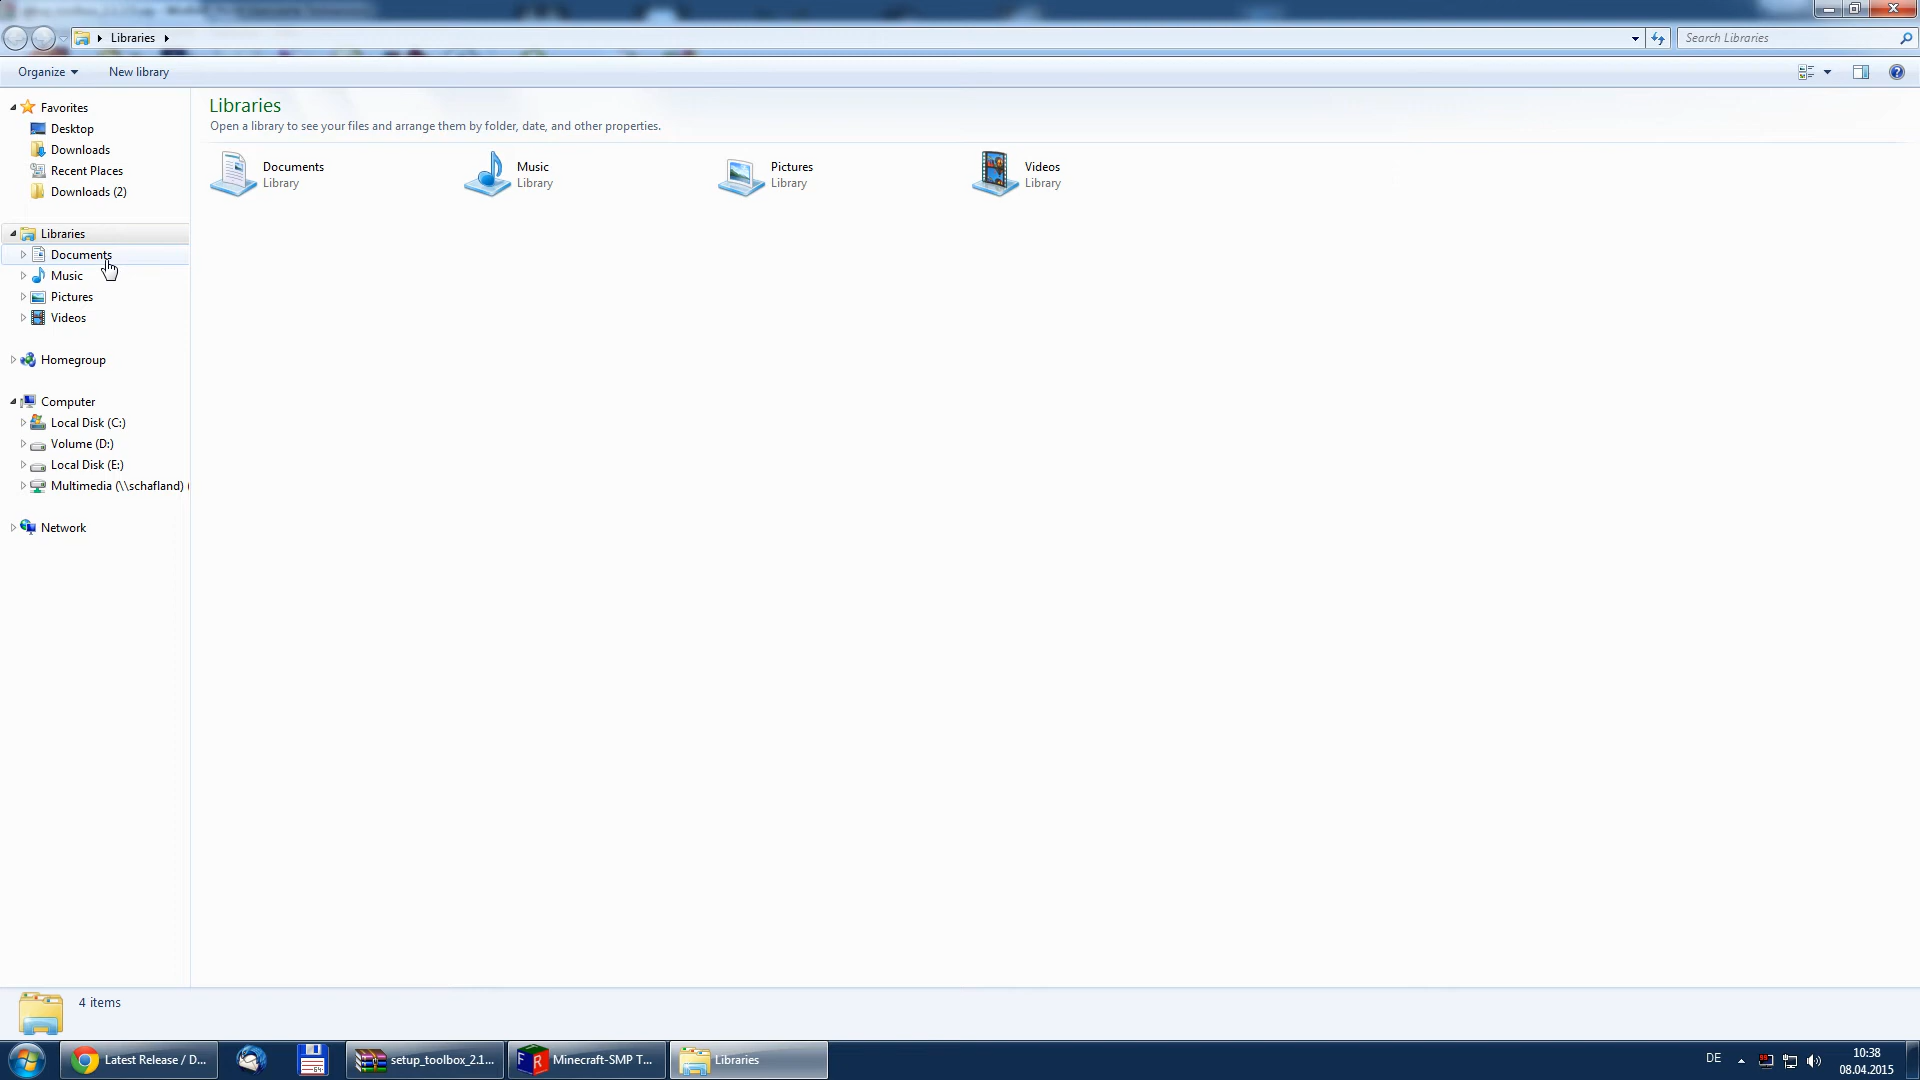 Libraries
Search Libraries
Organize
New library
Favorites
Desktop
Downloads
Recent Places
Downloads (2)
Libraries
Documents
Music
Pictures
Videos
Homegroup
Computer
Local Disk (C:)
Volume (D:)
Local Disk (E:)
Multimedia (\\schafland) (
Network
Libraries
Open a library to see your files and arrange them by folder, date, and other properties.
Documents
Library
Music
Library
Pictures
Library
Videos
Library
4 items
Latest Release / D...
64
setup_toolbox_2.1...
F R
Minecraft-SMP T...
Libraries
DE
10:38
08.04.2015